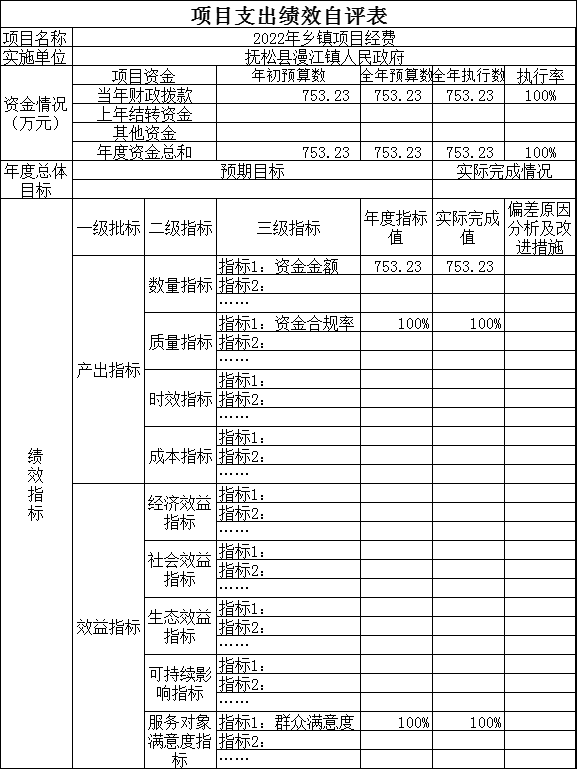 项目支出绩效自评表
项目名称 2022年乡镇项目经费
实施单位 抚松县漫江镇人民政府
资金情况（万元） 项目资金 年初预算数 全年预算数 全年执行数 执行率
当年财政拨款 753.23 753.23 753.23 100%
上年结转资金
其他资金
年度资金总和 753.23 753.23 753.23 100%
年度总体目标 预期目标 实际完成情况
绩效指标 一级批标 二级指标 三级指标 年度指标值 实际完成值 偏差原因分析及改进措施
产出指标 数量指标 指标1：资金金额 753.23 753.23
指标2：
……
质量指标 指标1：资金合规率 100% 100%
指标2：
……
时效指标 指标1：
指标2：
……
成本指标 指标1：
指标2：
……
效益指标 经济效益指标 指标1：
指标2：
……
社会效益指标 指标1：
指标2：
……
生态效益指标 指标1：
指标2：
……
可持续影响指标 指标1：
指标2：
……
服务对象满意度指标 指标1：群众满意度 100% 100%
指标2：
……